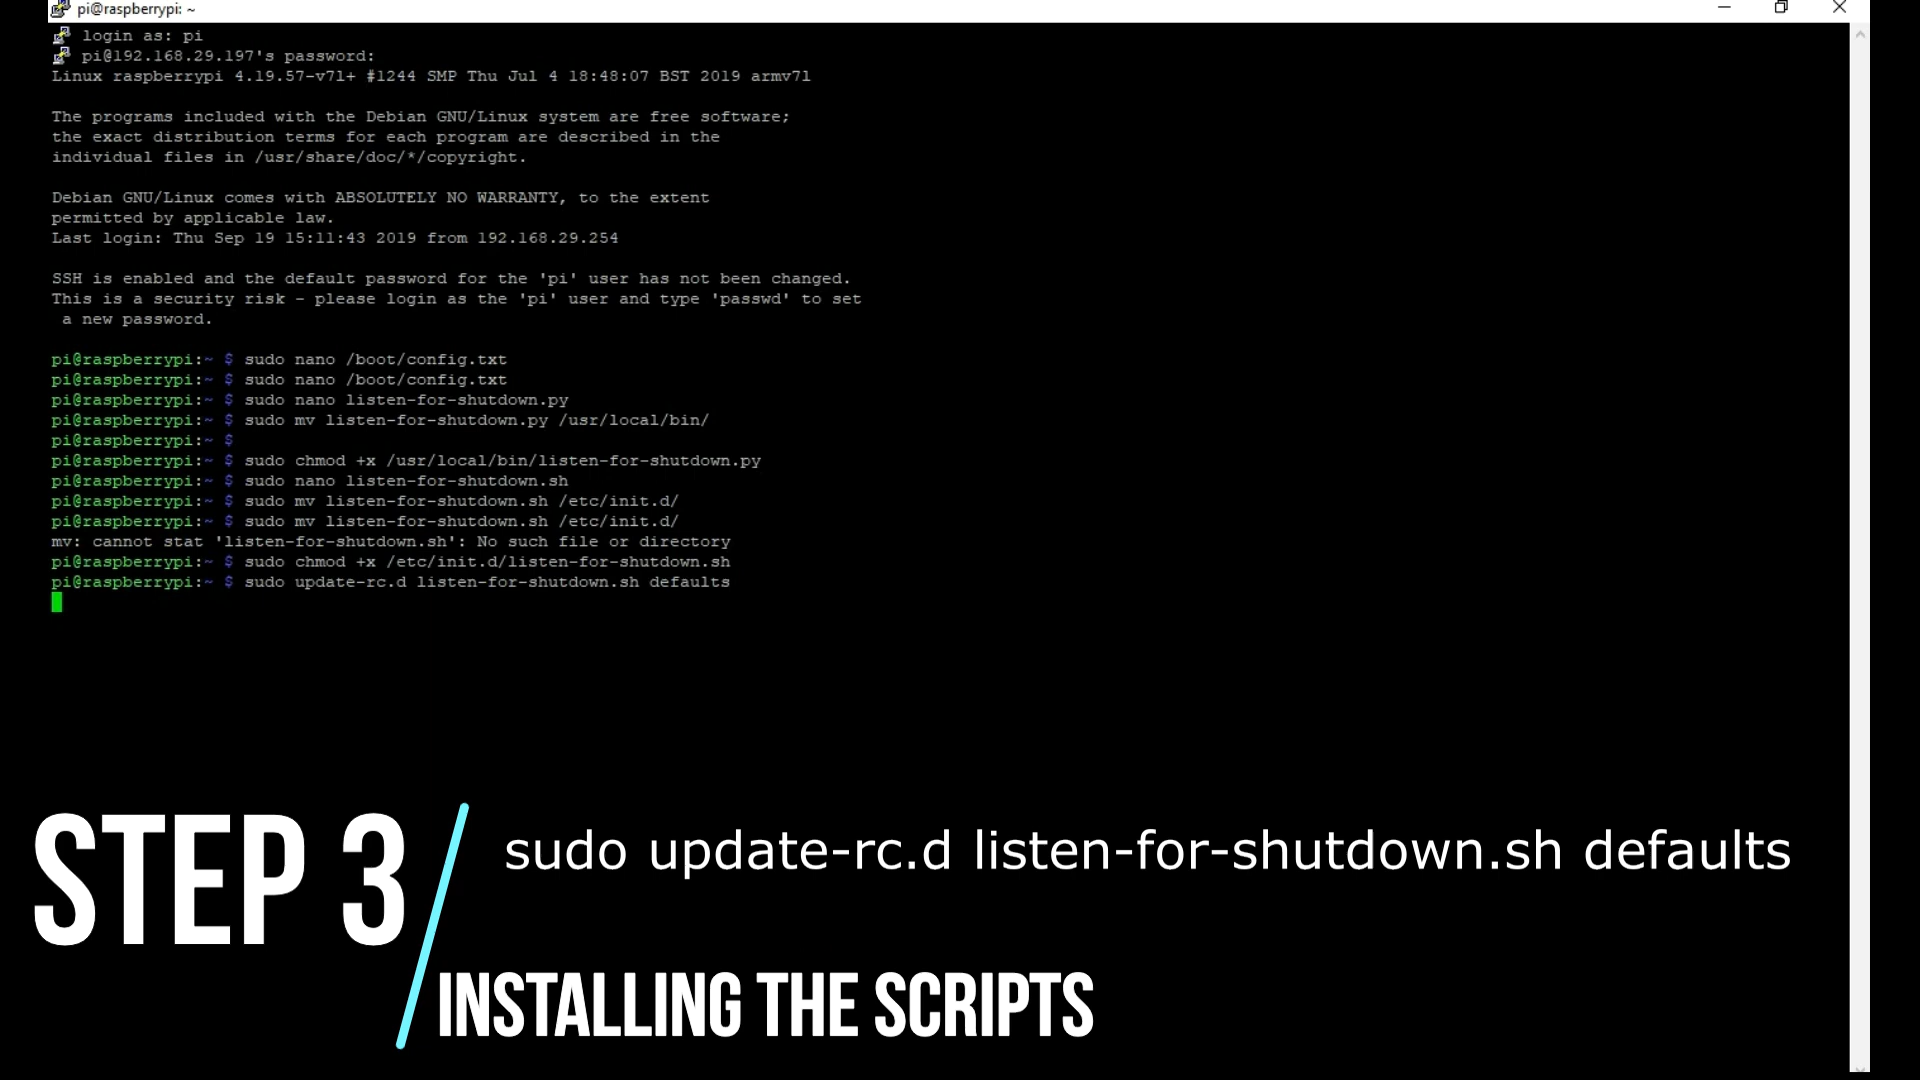 pi@raspberrypi: ~
login as: pi
pi@192.168.29.197's password:
Linux raspberrypi 4.19.57-v7l+ #1244 SMP Thu Jul 4 18:48:07 BST 2019 armv7l
The programs included with the Debian GNU/Linux system are free software;
the exact distribution terms for each program are described in the
individual files in /usr/share/doc/*/copyright.
Debian GNU/Linux comes with ABSOLUTELY NO WARRANTY, to the extent
permitted by applicable law.
Last login: Thu Sep 19 15:11:43 2019 from 192.168.29.254
SSH is enabled and the default password for the 'pi' user has not been changed.
This is a security risk - please login as the 'pi' user and type 'passwd' to set
a new password.
pi@raspberrypi:~ $ sudo nano /boot/config.txt
pi@raspberrypi:~ $ sudo nano /boot/config.txt
pi@raspberrypi:~ $ sudo nano listen-for-shutdown.py
pi@raspberrypi:~ $ sudo mv listen-for-shutdown.py /usr/local/bin/
pi@raspberrypi:~ $
pi@raspberrypi:~ $ sudo chmod +x /usr/local/bin/listen-for-shutdown.py
pi@raspberrypi:~ $ sudo nano listen-for-shutdown.sh
pi@raspberrypi:~ $ sudo mv listen-for-shutdown.sh /etc/init.d/
pi@raspberrypi:~ $ sudo mv listen-for-shutdown.sh /etc/init.d/
mv: cannot stat 'listen-for-shutdown.sh': No such file or directory
pi@raspberrypi:~ $ sudo chmod +x /etc/init.d/listen-for-shutdown.sh
pi@raspberrypi:~ $ sudo update-rc.d listen-for-shutdown.sh defaults
STEP 3
sudo update-rc.d listen-for-shutdown.sh defaults
INSTALLING THE SCRIPTS